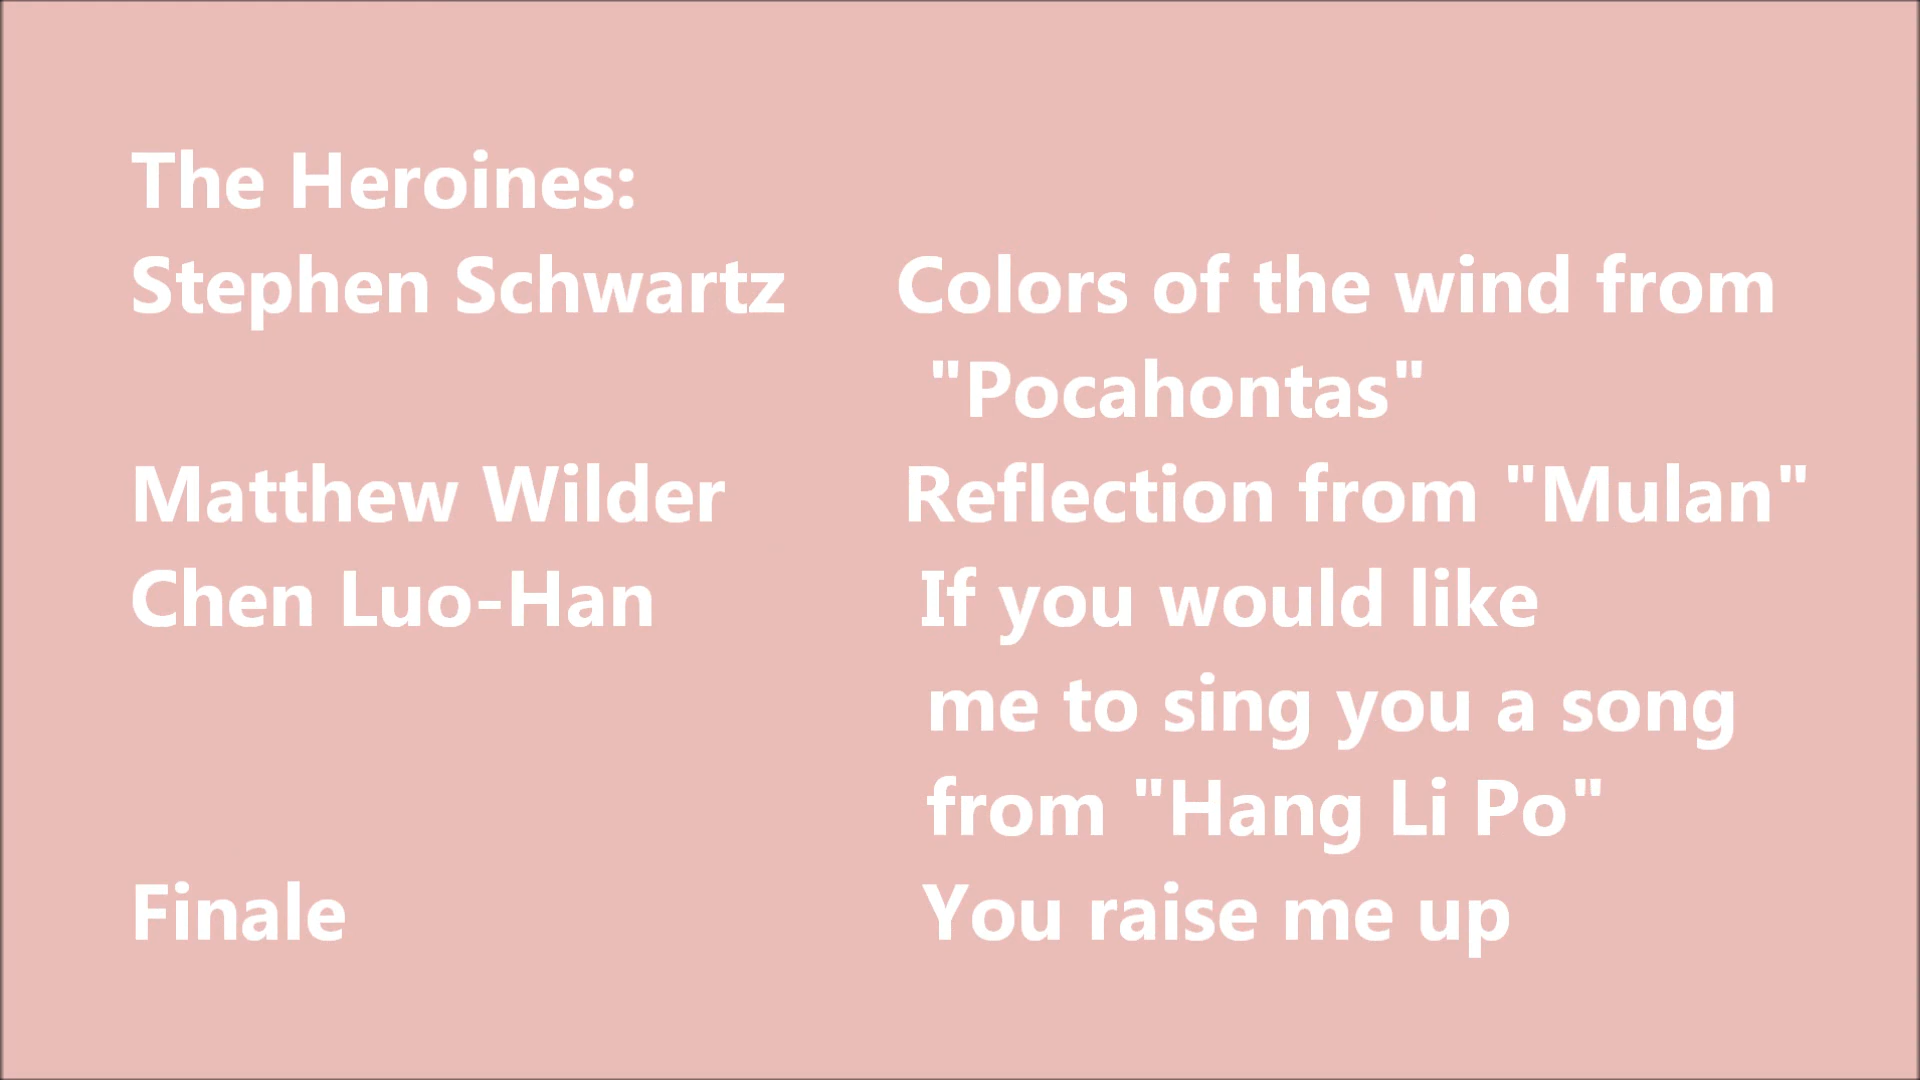 The Heroines:
Stephen Schwartz Colors of the wind from
"Pocahontas"
Matthew Wilder Reflection from "Mulan"
Chen Luo-Han If you would like
me to sing you a song
from "Hang Li Po"
Finale You raise me up